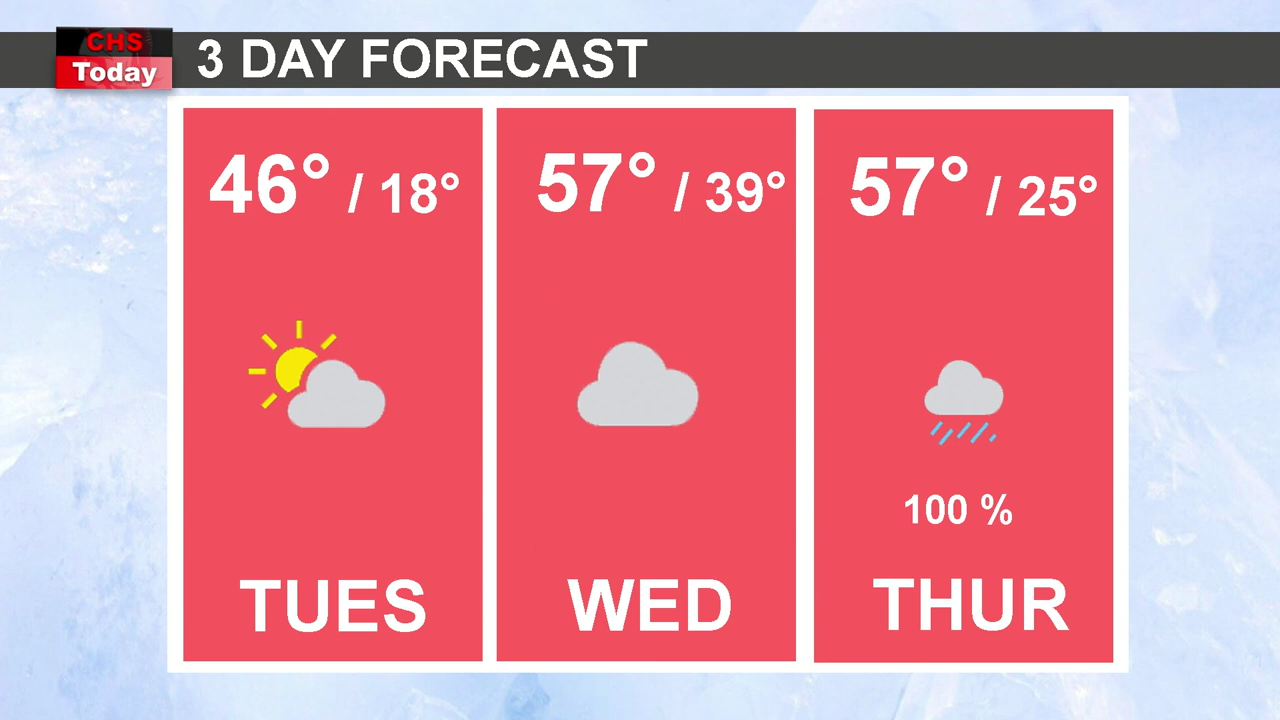 CHS
Today
3 DAY FORECAST
46° / 18°
57° / 39°
57° / 25°
100 %
TUES
WED
THUR